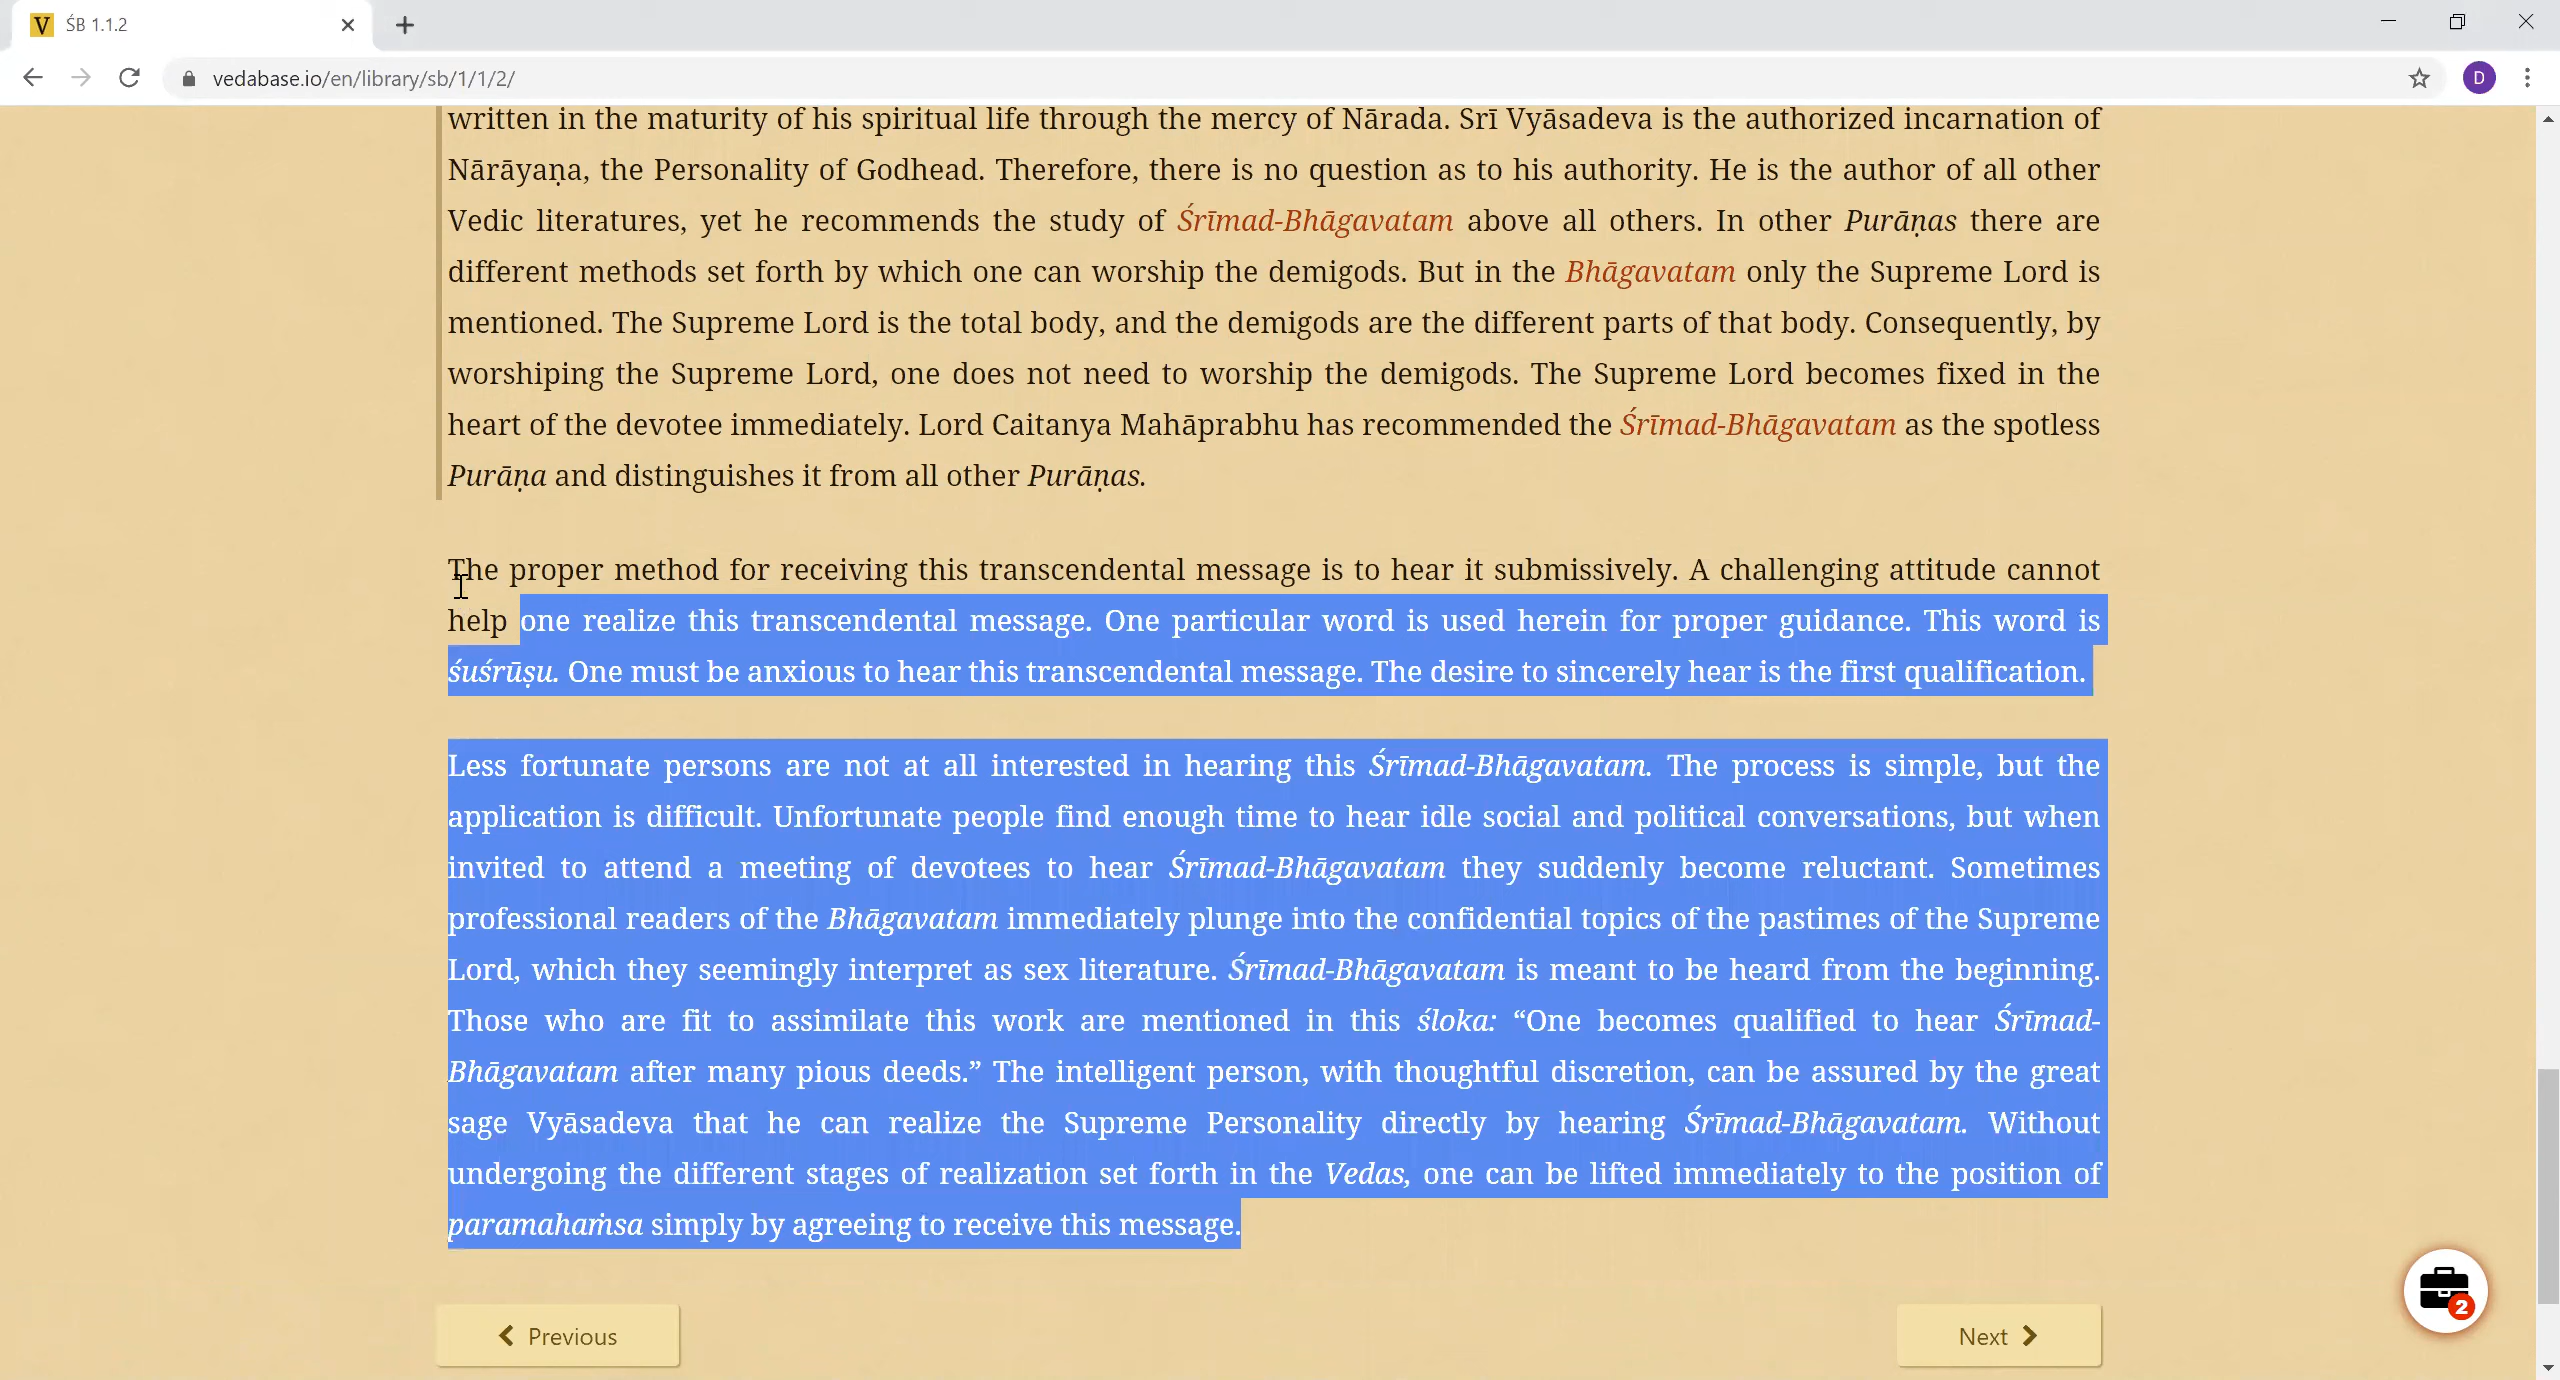 ŚB 1.1.2
vedabase.io/en/library/sb/1/1/2/
D
written in the maturity of his spiritual life through the mercy of Nārada. Śrī Vyāsadeva is the authorized incarnation of
Nārāyaṇa, the Personality of Godhead. Therefore, there is no question as to his authority. He is the author of all other
Vedic literatures, yet he recommends the study of Śrīmad-Bhāgavatam above all others. In other Purāṇas there are
different methods set forth by which one can worship the demigods. But in the Bhāgavatam only the Supreme Lord is
mentioned. The Supreme Lord is the total body, and the demigods are the different parts of that body. Consequently, by
worshiping the Supreme Lord, one does not need to worship the demigods. The Supreme Lord becomes fixed in the
heart of the devotee immediately. Lord Caitanya Mahāprabhu has recommended the Śrīmad-Bhāgavatam as the spotless
Purāṇa and distinguishes it from all other Purāṇas.
The proper method for receiving this transcendental message is to hear it submissively. A challenging attitude cannot
help one realize this transcendental message. One particular word is used herein for proper guidance. This word is
śuśrūṣu. One must be anxious to hear this transcendental message. The desire to sincerely hear is the first qualification.
Less fortunate persons are not at all interested in hearing this Śrīmad-Bhāgavatam. The process is simple, but the
application is difficult. Unfortunate people find enough time to hear idle social and political conversations, but when
invited to attend a meeting of devotees to hear Śrīmad-Bhāgavatam they suddenly become reluctant. Sometimes
professional readers of the Bhāgavatam immediately plunge into the confidential topics of the pastimes of the Supreme
Lord, which they seemingly interpret as sex literature. Śrīmad-Bhāgavatam is meant to be heard from the beginning.
Those who are fit to assimilate this work are mentioned in this śloka: “One becomes qualified to hear Śrīmad-
Bhāgavatam after many pious deeds.” The intelligent person, with thoughtful discretion, can be assured by the great
sage Vyāsadeva that he can realize the Supreme Personality directly by hearing Śrīmad-Bhāgavatam. Without
undergoing the different stages of realization set forth in the Vedas, one can be lifted immediately to the position of
paramahaṁsa simply by agreeing to receive this message.
Previous
Next
2